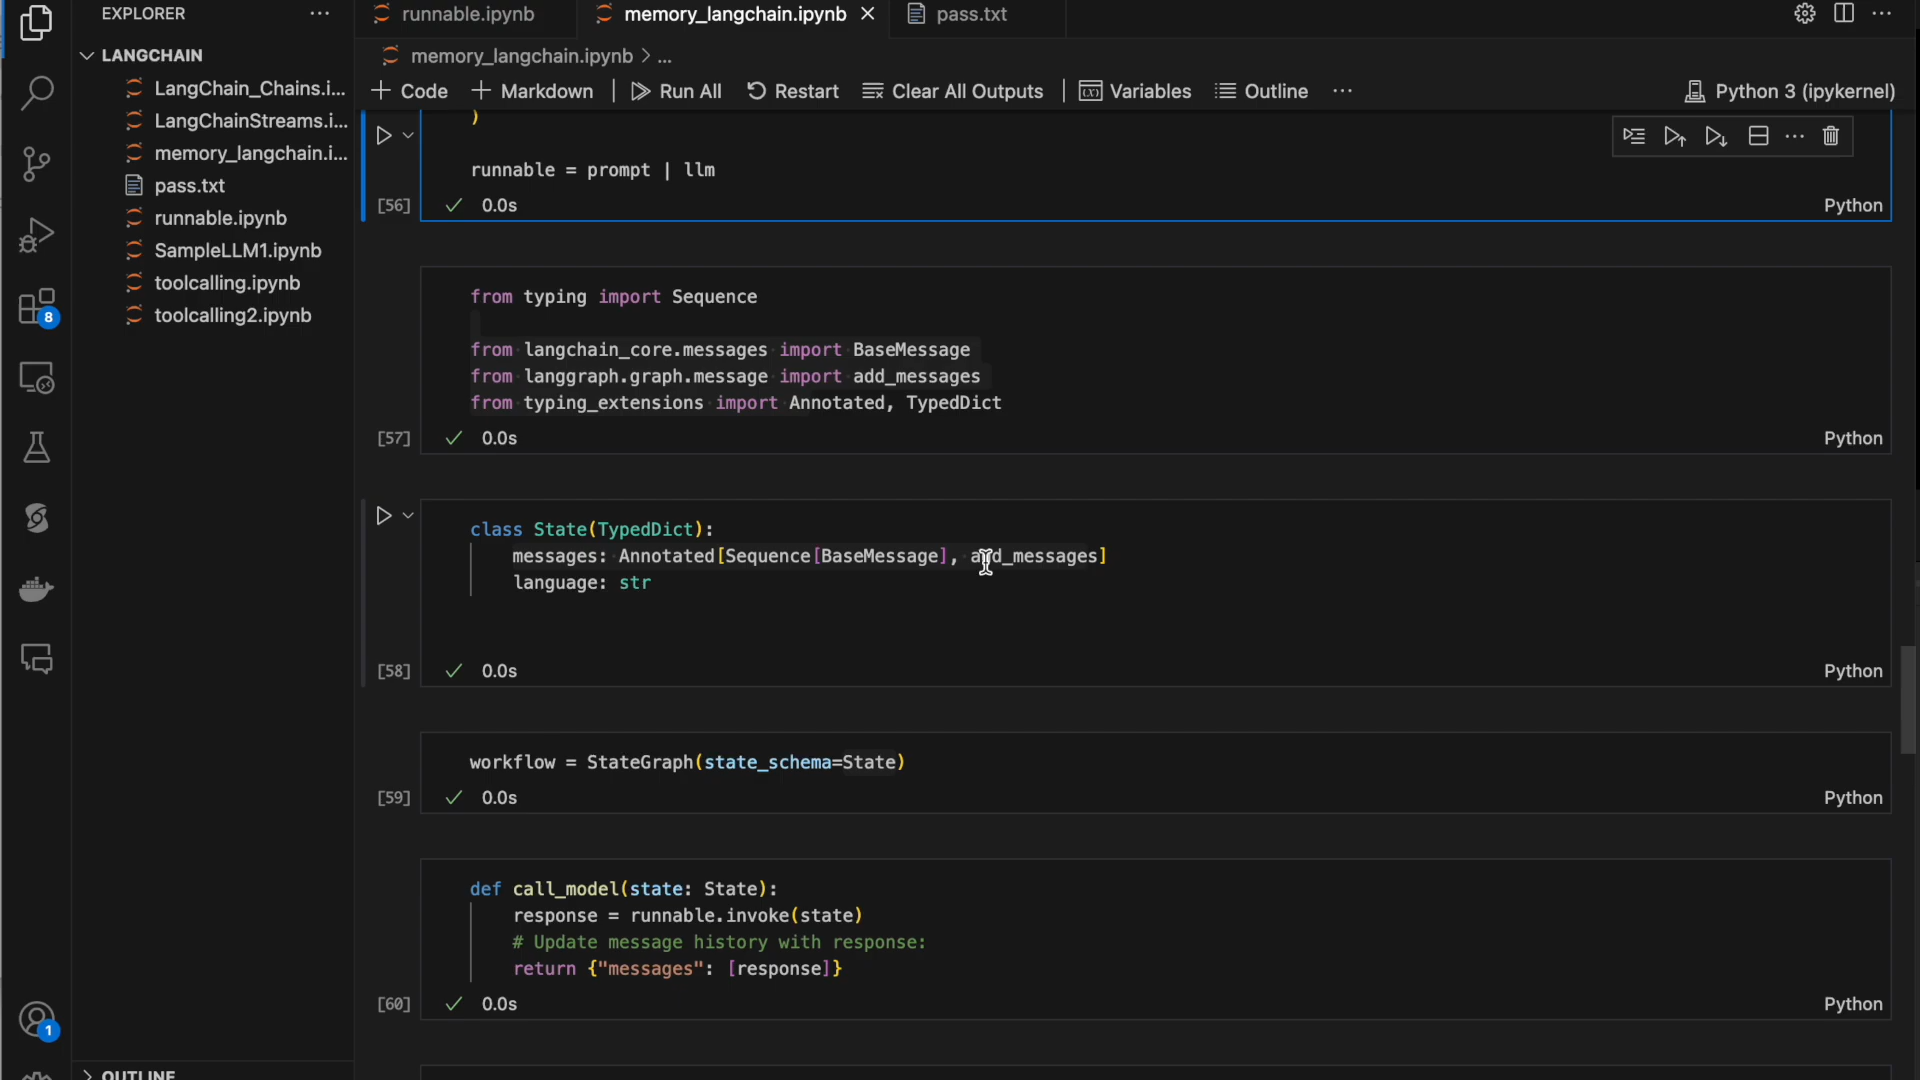 EXPLORER
LANGCHAIN
LangChain_Chains.i...
LangChainStreams.i...
memory_langchain.i...
pass.txt
runnable.ipynb
SampleLLM1.ipynb
toolcalling.ipynb
toolcalling2.ipynb
OUTLINE
8
1
runnable.ipynb
memory_langchain.ipynb
pass.txt
memory_langchain.ipynb > ...
+ Code + Markdown Run All Restart Clear All Outputs Variables Outline ...
Python 3 (ipykernel)
)
runnable = prompt | llm
[56] 0.0s Python
from typing import Sequence
from langchain_core.messages import BaseMessage
from langgraph.graph.message import add_messages
from typing_extensions import Annotated, TypedDict
[57] 0.0s Python
class State(TypedDict):
messages: Annotated[Sequence[BaseMessage], add_messages]
language: str
[58] 0.0s Python
workflow = StateGraph(state_schema=State)
[59] 0.0s Python
def call_model(state: State):
response = runnable.invoke(state)
# Update message history with response:
return {"messages": [response]}
[60] 0.0s Python